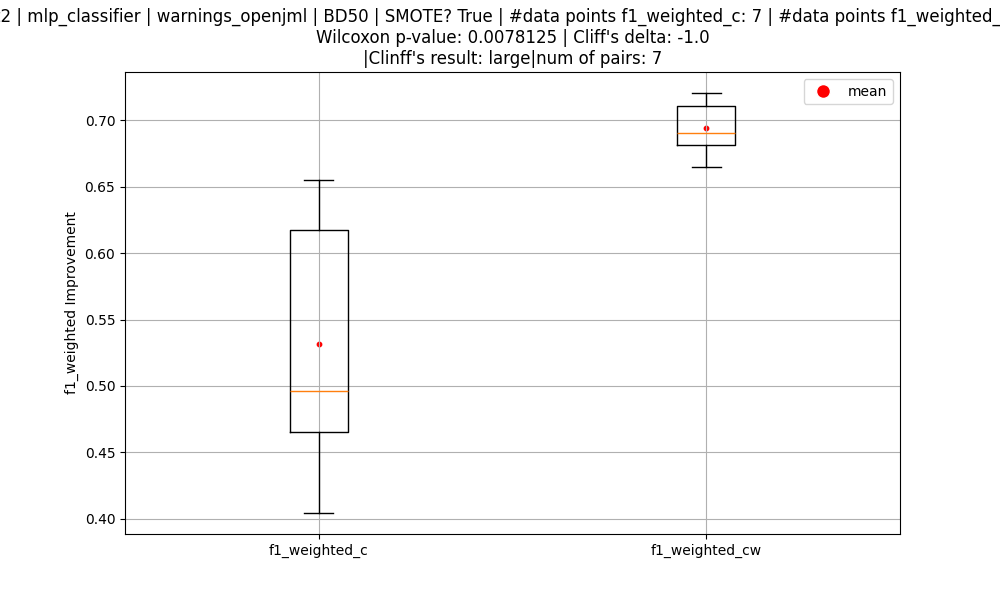 2 | mlp_classifier | warnings_openjml | BD50 | SMOTE? True | #data points f1_weighted_c: 7 | #data points f1_weighted_
Wilcoxon p-value: 0.0078125 | Cliff's delta: -1.0
|Clinff's result: large|num of pairs: 7
mean
f1_weighted Improvement
0.70
0.65
0.60
0.55
0.50
0.45
0.40
f1_weighted_c
f1_weighted_cw